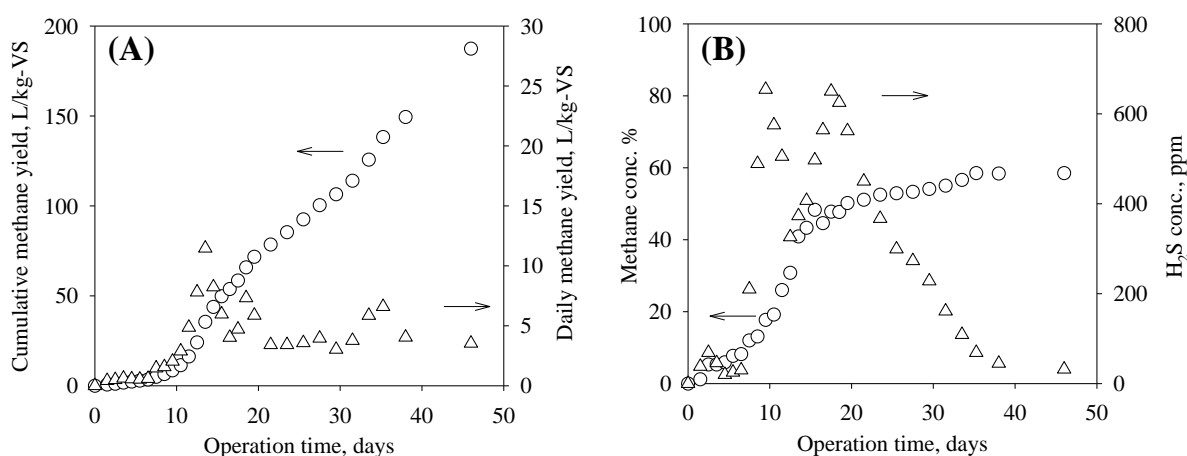 (A)
Cumulative methane yield, L/kg-VS
200
150
100
50
0
Daily methane yield, L/kg-VS
30
25
20
15
10
5
0
0 10 20 30 40 50
Operation time, days
(B)
Methane conc. %
100
80
60
40
20
0
H2S conc., ppm
800
600
400
200
0
0 10 20 30 40 50
Operation time, days